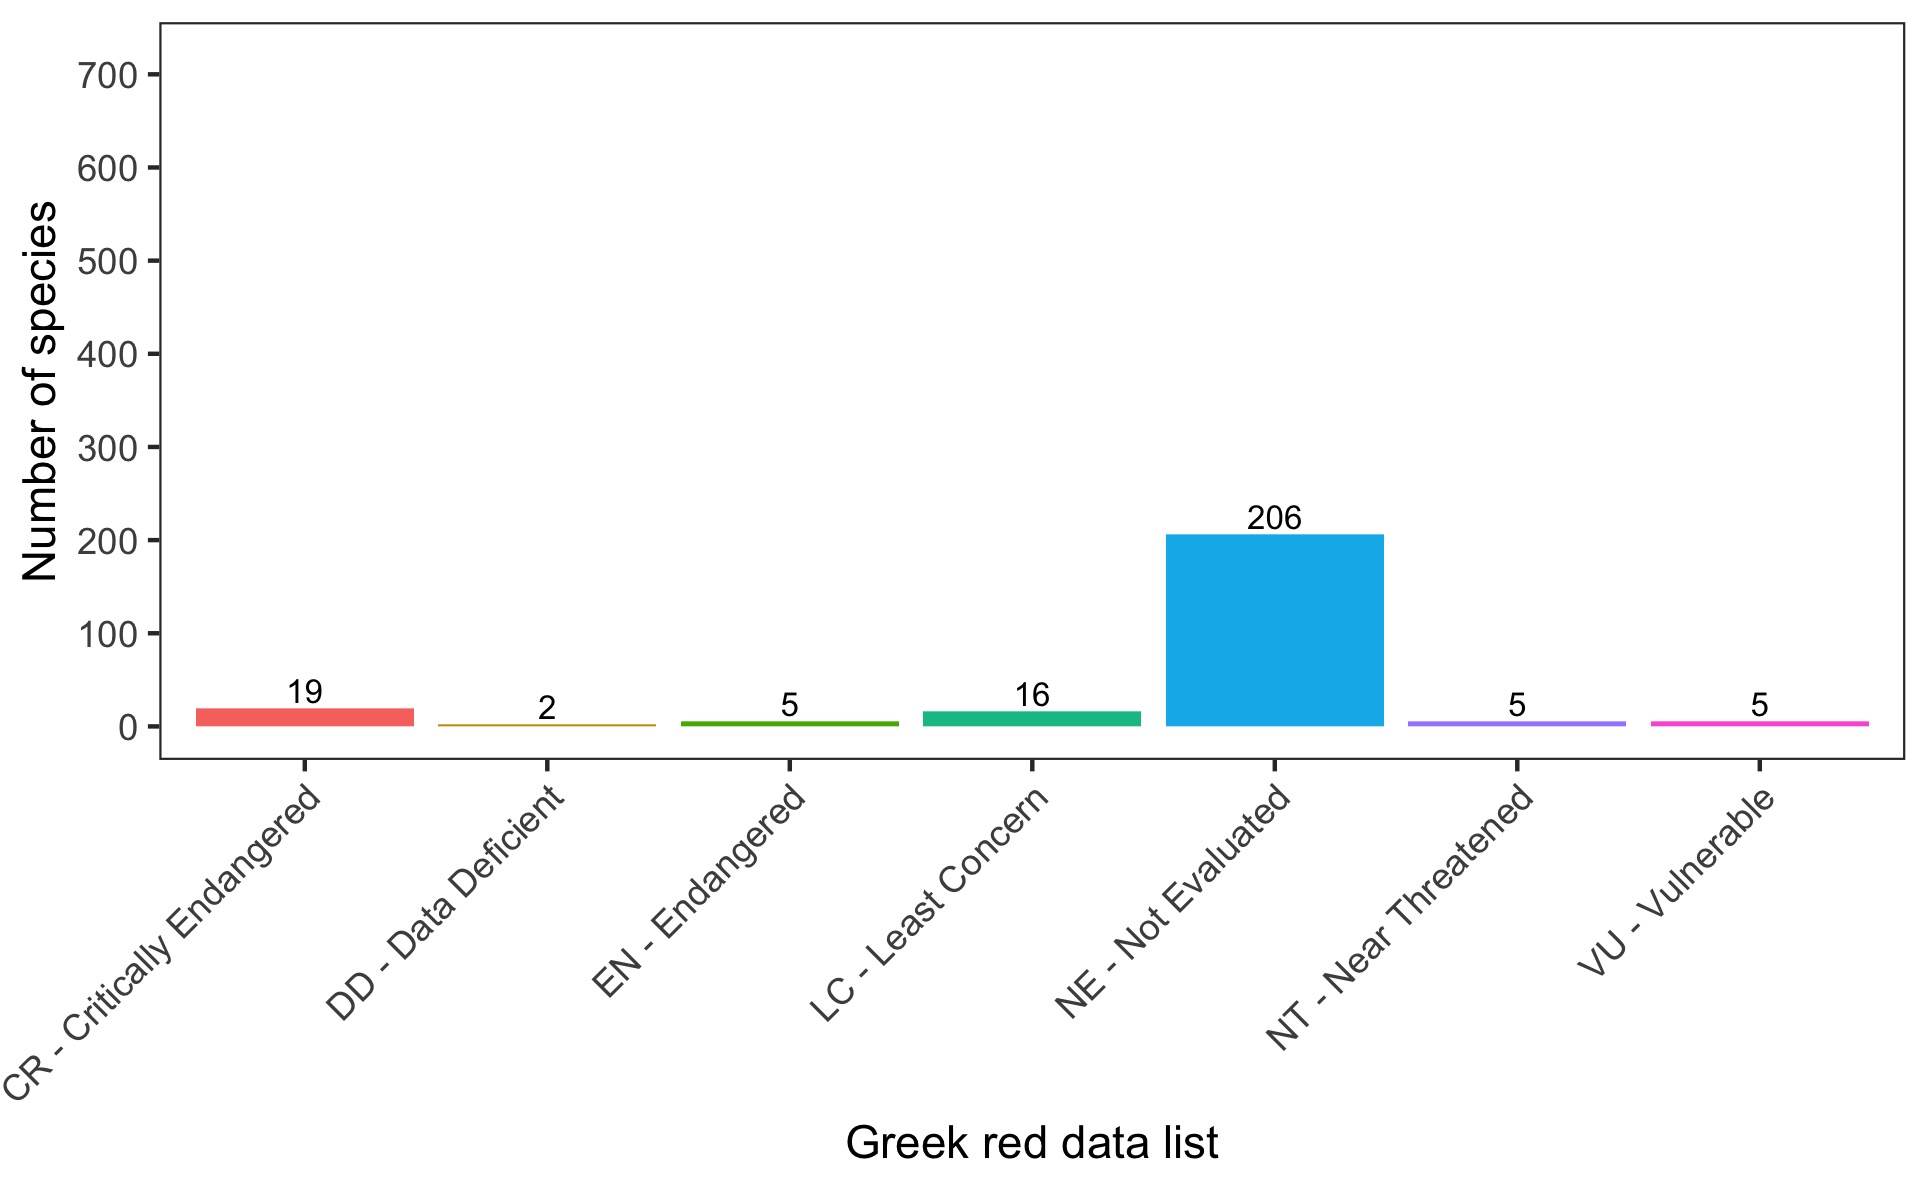 Number of species
700
600
500
400
300
200
100
0
19
2
5
16
206
5
5
CR - Critically Endangered
DD - Data Deficient
EN - Endangered
LC - Least Concern
NE - Not Evaluated
NT - Near Threatened
VU - Vulnerable
Greek red data list